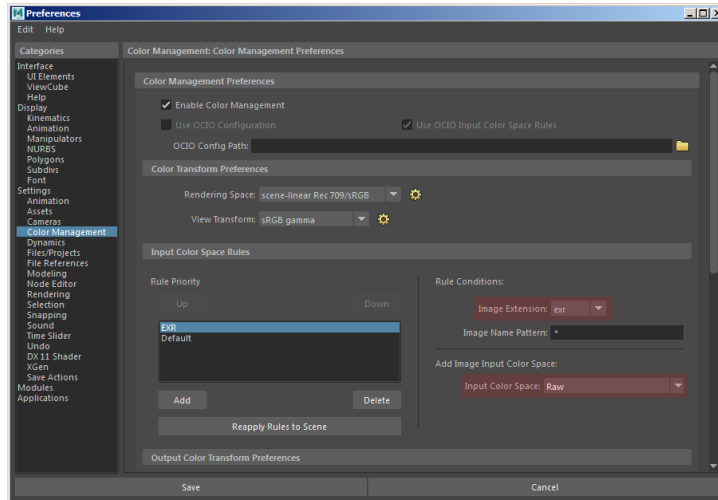 Preferences
Edit Help
Categories
Interface
UI Elements
ViewCube
Help
Display
Kinematics
Animation
Manipulators
NURBS
Polygons
Subdivs
Font
Settings
Animation
Assets
Cameras
Color Management
Dynamics
Files/Projects
File References
Modeling
Node Editor
Rendering
Selection
Snapping
Sound
Time Slider
Undo
DX 11 Shader
XGen
Save Actions
Modules
Applications
Color Management: Color Management Preferences
Color Management Preferences
Enable Color Management
Use OCIO Configuration Use OCIO Input Color Space Rules
OCIO Config Path:
Color Transform Preferences
Rendering Space: scene-linear Rec 709/sRGB
View Transform: sRGB gamma
Input Color Space Rules
Rule Priority
Up Down
EXR
Default
Add Delete
Reapply Rules to Scene
Rule Conditions:
Image Extension: exr
Image Name Pattern: *
Add Image Input Color Space:
Input Color Space: Raw
Output Color Transform Preferences
Save Cancel